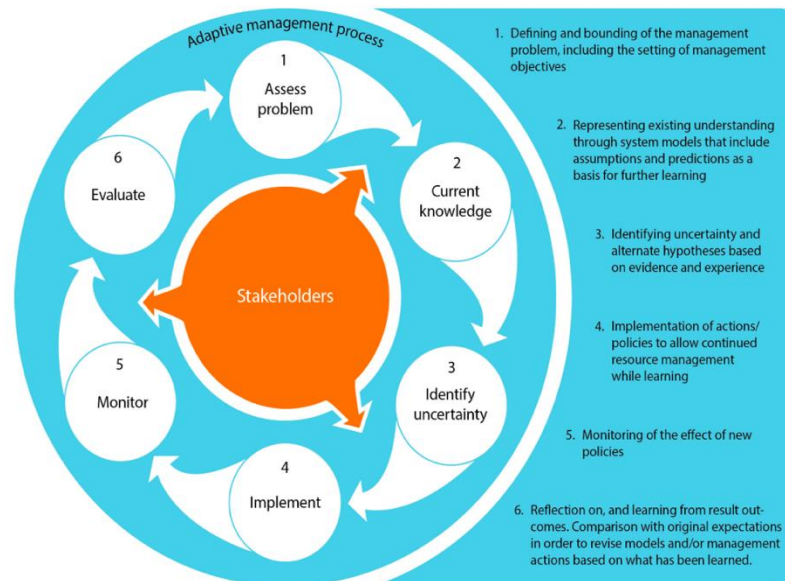 Adaptive management process
1
Assess
problem
2
Current
knowledge
3
Identify
uncertainty
4
Implement
5
Monitor
6
Evaluate
Stakeholders
1. Defining and bounding of the management
problem, including the setting of management
objectives
2. Representing existing understanding
through system models that include
assumptions and predictions as a
basis for further learning
3. Identifying uncertainty and
alternate hypotheses based
on evidence and experience
4. Implementation of actions/
policies to allow continued
resource management
while learning
5. Monitoring of the effect of new
policies
6. Reflection on, and learning from result out-
comes. Comparison with original expectations
in order to revise models and/or management
actions based on what has been learned.